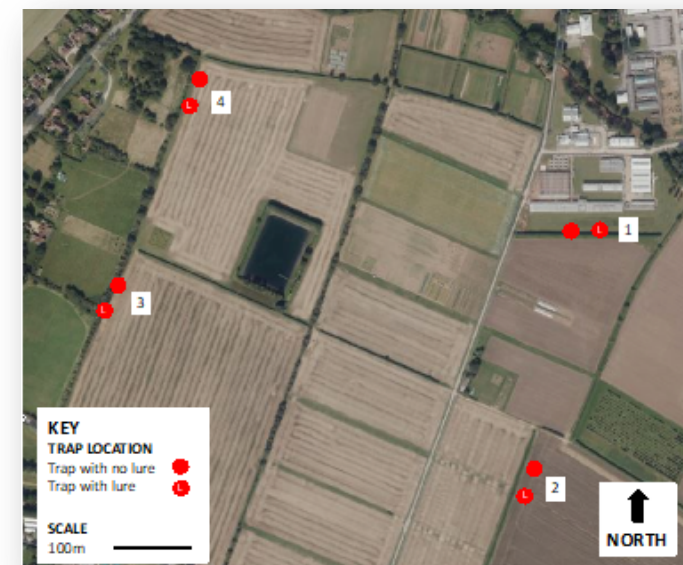 4
1
3
2
KEY
TRAP LOCATION
Trap with no lure
Trap with lure
SCALE
100m
NORTH
L
L
L
L
L